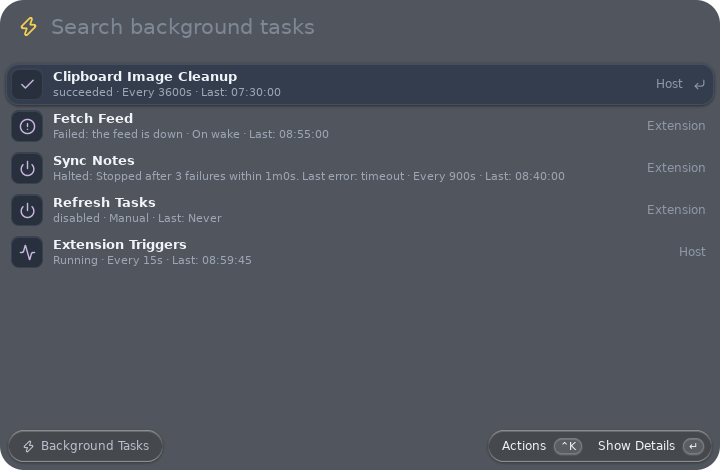 Search background tasks
Clipboard Image Cleanup
succeeded · Every 3600s · Last: 07:30:00
Host ↵
Fetch Feed
Failed: the feed is down · On wake · Last: 08:55:00
Extension
Sync Notes
Halted: Stopped after 3 failures within 1m0s. Last error: timeout · Every 900s · Last: 08:40:00
Extension
Refresh Tasks
disabled · Manual · Last: Never
Extension
Extension Triggers
Running · Every 15s · Last: 08:59:45
Host
Background Tasks
Actions ^K Show Details ↵